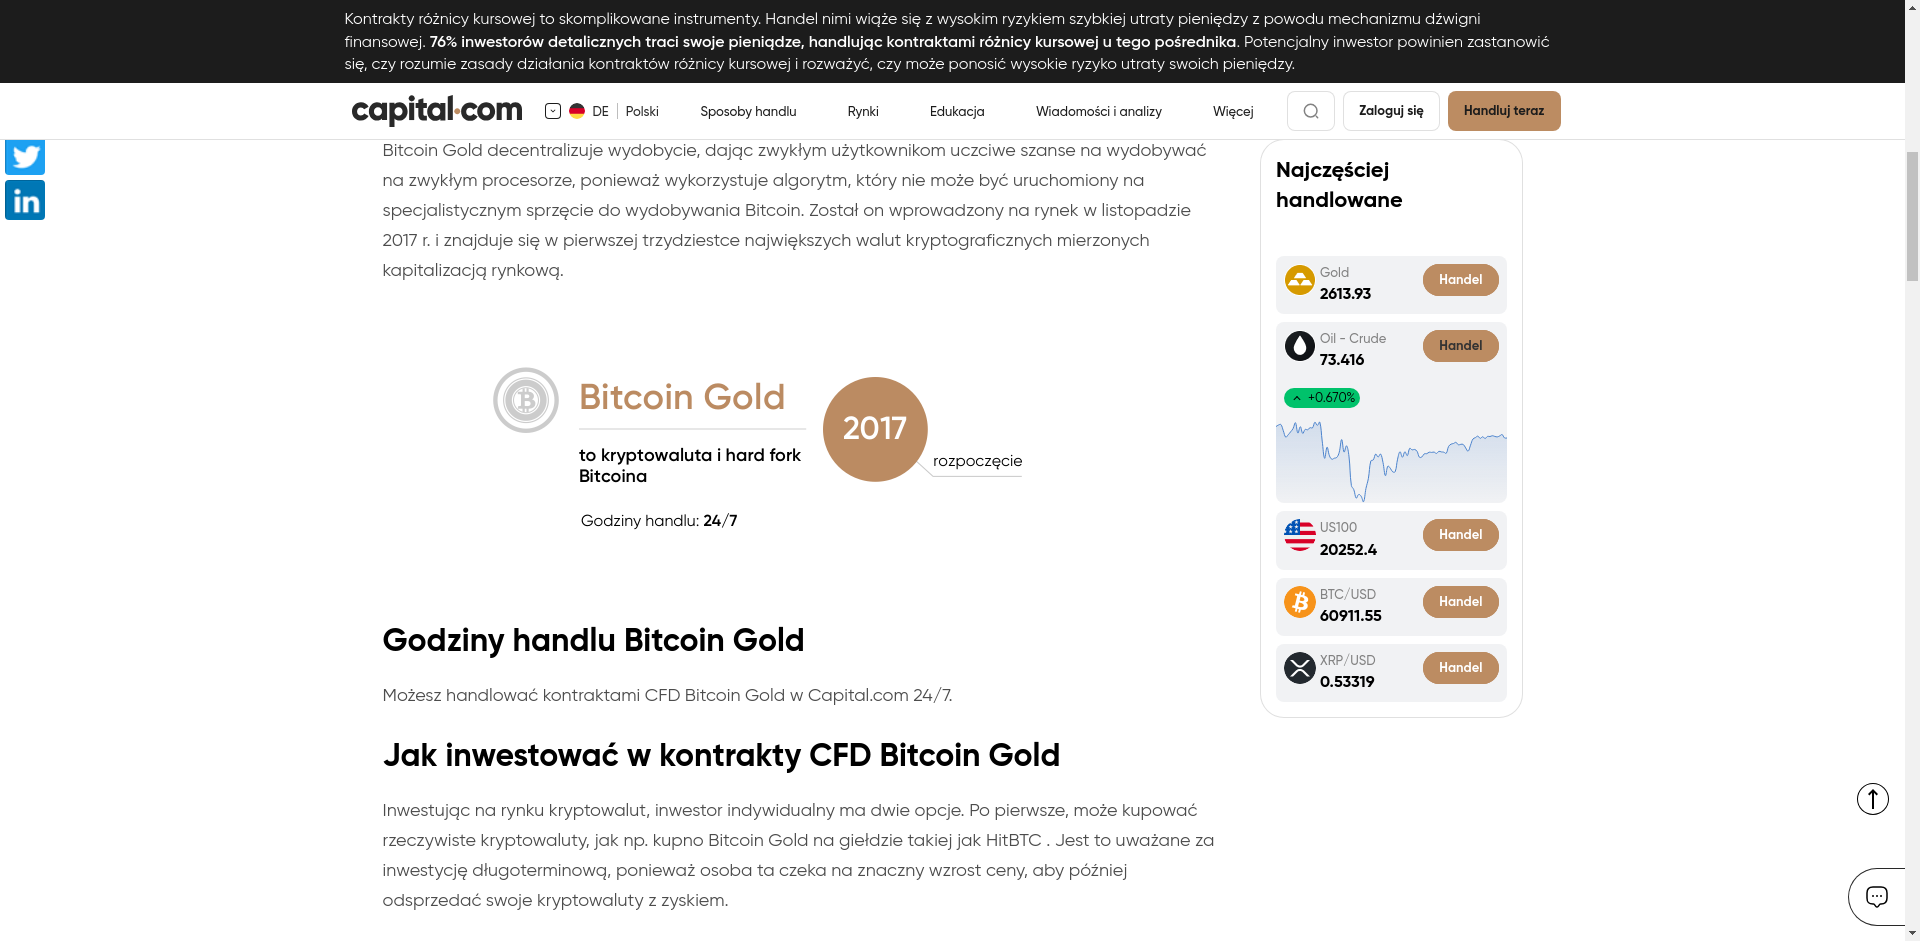 Kontrakty różnicy kursowej to skomplikowane instrumenty. Handel nimi wiąże się z wysokim ryzykiem szybkiej utraty pieniędzy z powodu mechanizmu dźwigni
finansowej. 76% inwestorów detalicznych traci swoje pieniądze, handlując kontraktami różnicy kursowej u tego pośrednika. Potencjalny inwestor powinien zastanowić
się, czy rozumie zasady działania kontraktów różnicy kursowej i rozważyć, czy może ponosić wysokie ryzyko utraty swoich pieniędzy.
capital.com DE Polski Sposoby handlu Rynki Edukacja Wiadomości i analizy Więcej Zaloguj się Handluj teraz
in
Bitcoin Gold decentralizuje wydobycie, dając zwykłym użytkownikom uczciwe szanse na wydobywać
na zwykłym procesorze, ponieważ wykorzystuje algorytm, który nie może być uruchomiony na
specjalistycznym sprzęcie do wydobywania Bitcoin. Został on wprowadzony na rynek w listopadzie
2017 r. i znajduje się w pierwszej trzydziestce największych walut kryptograficznych mierzonych
kapitalizacją rynkową.
Bitcoin Gold
to kryptowaluta i hard fork
Bitcoina
Godziny handlu: 24/7
2017
rozpoczęcie
Godziny handlu Bitcoin Gold
Możesz handlować kontraktami CFD Bitcoin Gold w Capital.com 24/7.
Jak inwestować w kontrakty CFD Bitcoin Gold
Inwestując na rynku kryptowalut, inwestor indywidualny ma dwie opcje. Po pierwsze, może kupować
rzeczywiste kryptowaluty, jak np. kupno Bitcoin Gold na giełdzie takiej jak HitBTC . Jest to uważane za
inwestycję długoterminową, ponieważ osoba ta czeka na znaczny wzrost ceny, aby później
odsprzedać swoje kryptowaluty z zyskiem.
Najczęściej
handlowane
Gold
2613.93
Handel
Oil - Crude
73.416
Handel
+0.670%
US100
20252.4
Handel
BTC/USD
60911.55
Handel
XRP/USD
0.53319
Handel